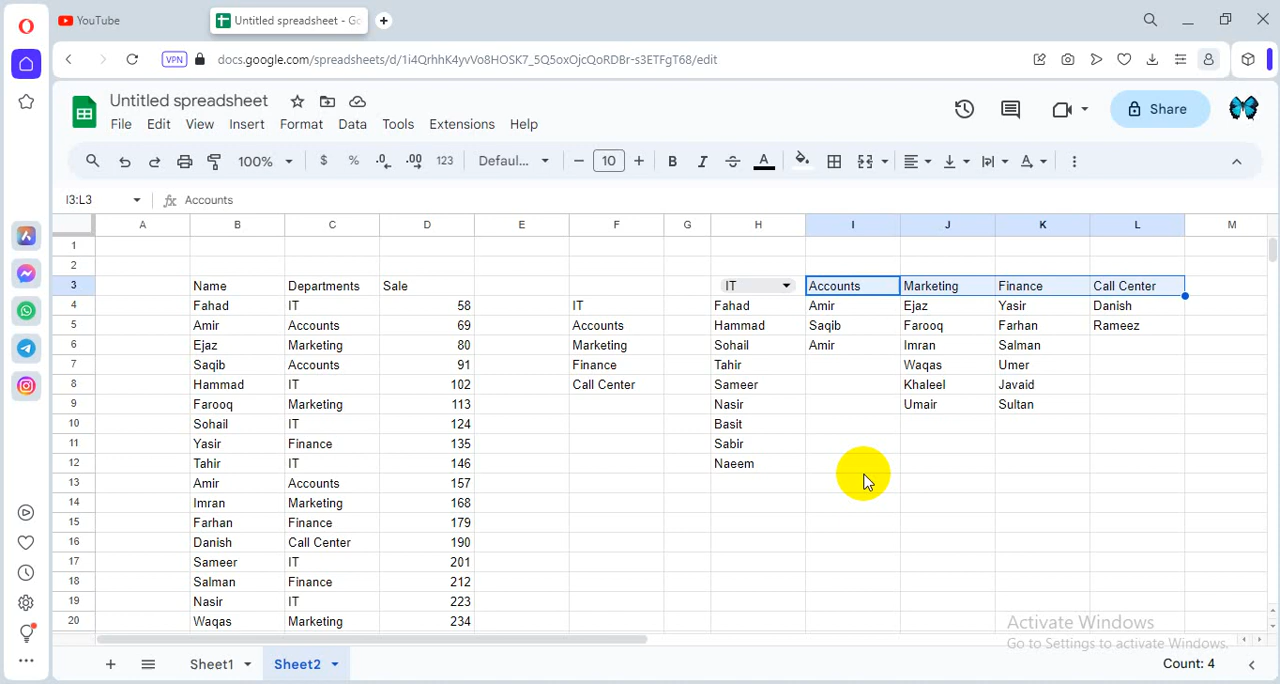 YouTube
Untitled spreadsheet - Go
VPN docs.google.com/spreadsheets/d/1i4QrhhK4yvVo8HOSK7_5Q5oxOjcQoRDBr-s3ETFgT68/edit
Untitled spreadsheet
File Edit View Insert Format Data Tools Extensions Help
Share
100% $ % .0 .00 123 Defaul... 10 B I S A
I3:L3 fx Accounts
A B C D E F G H I J K L M
1
2
3 Name Departments Sale IT Accounts Marketing Finance Call Center
4 Fahad IT 58 IT Fahad Amir Ejaz Yasir Danish
5 Amir Accounts 69 Accounts Hammad Saqib Farooq Farhan Rameez
6 Ejaz Marketing 80 Marketing Sohail Amir Imran Salman
7 Saqib Accounts 91 Finance Tahir Waqas Umer
8 Hammad IT 102 Call Center Sameer Khaleel Javaid
9 Farooq Marketing 113 Nasir Umair Sultan
10 Sohail IT 124 Basit
11 Yasir Finance 135 Sabir
12 Tahir IT 146 Naeem
13 Amir Accounts 157
14 Imran Marketing 168
15 Farhan Finance 179
16 Danish Call Center 190
17 Sameer IT 201
18 Salman Finance 212
19 Nasir IT 223
20 Waqas Marketing 234
Activate Windows
Go to Settings to activate Windows.
Sheet1 Sheet2 Count: 4